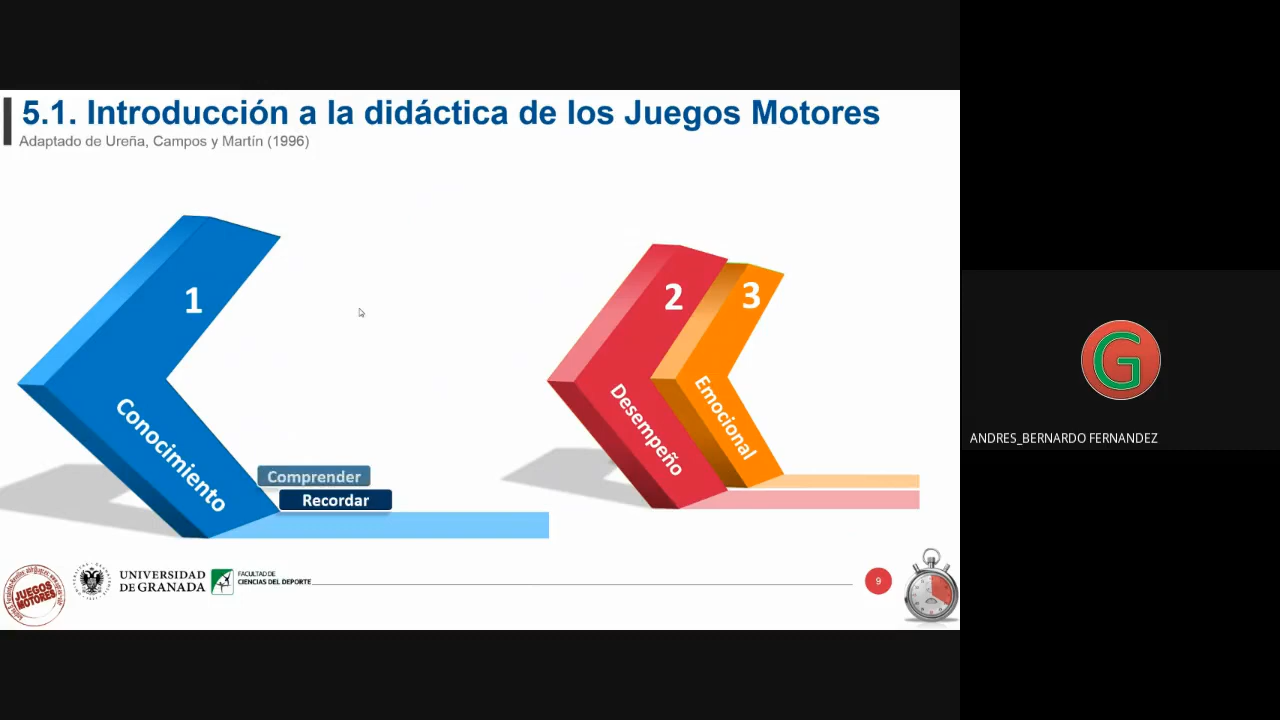 5.1. Introducción a la didáctica de los Juegos Motores
Adaptado de Ureña, Campos y Martín (1996)
1
Conocimiento
Comprender
Recordar
2
Desempeño
3
Emocional
JUEGOS
MOTORES
UNIVERSIDAD
DE GRANADA
FACULTAD DE
CIENCIAS DEL DEPORTE
9
G
ANDRES_BERNARDO FERNANDEZ